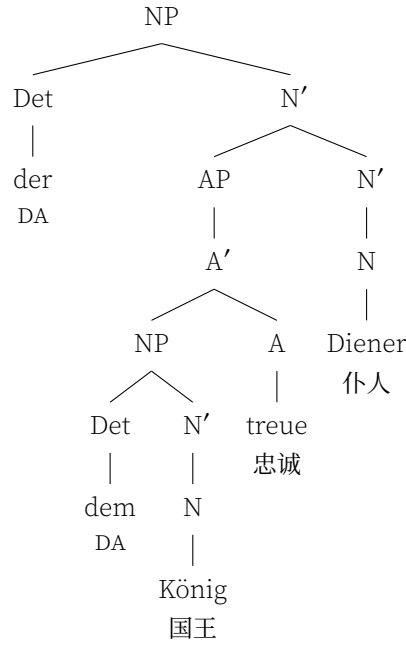 NP
Det N′
der AP N′
DA
A′ N
NP A Diener
仆人
Det N′ treue
忠诚
dem N
DA
König
国王